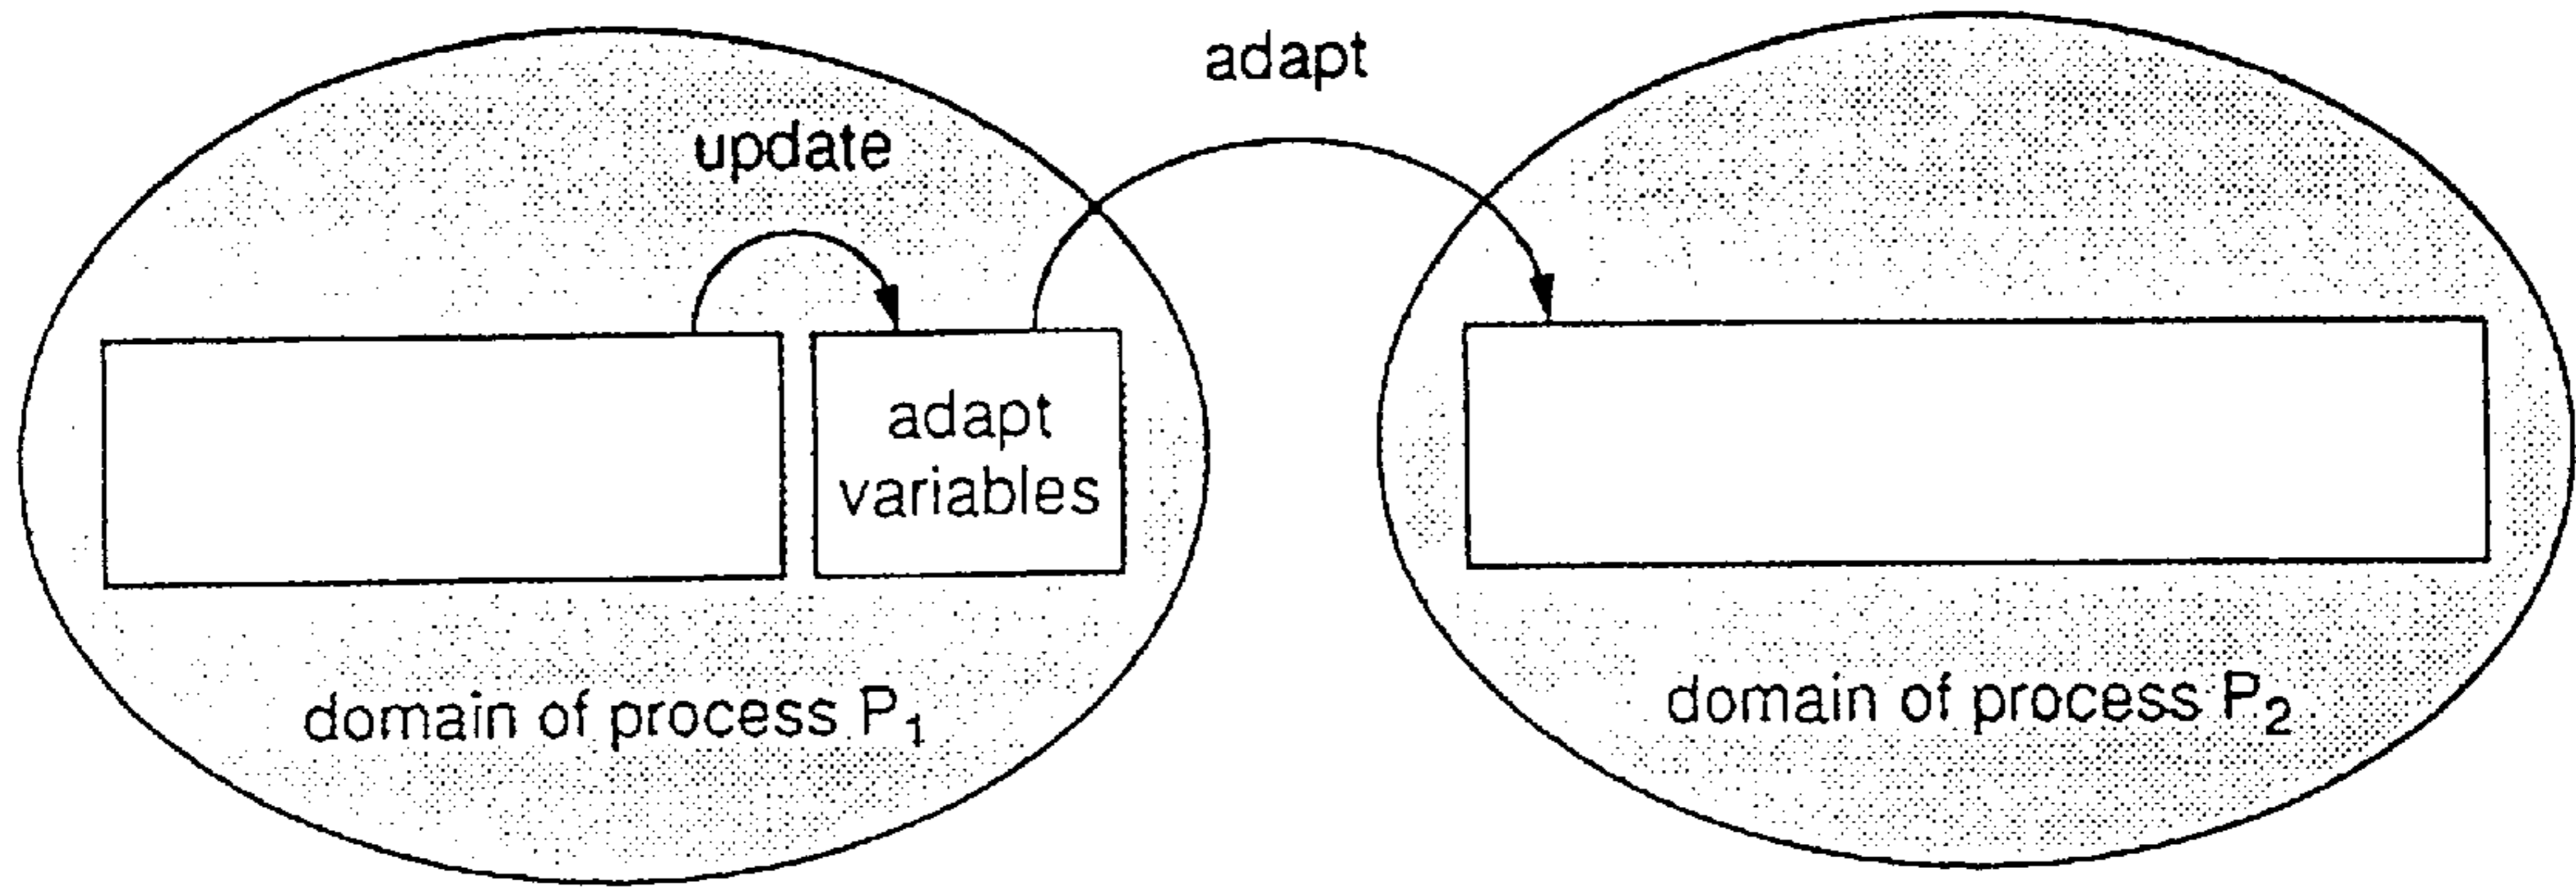 adapt
update
adapt
variables
domain of process P₁
domain of process P₂